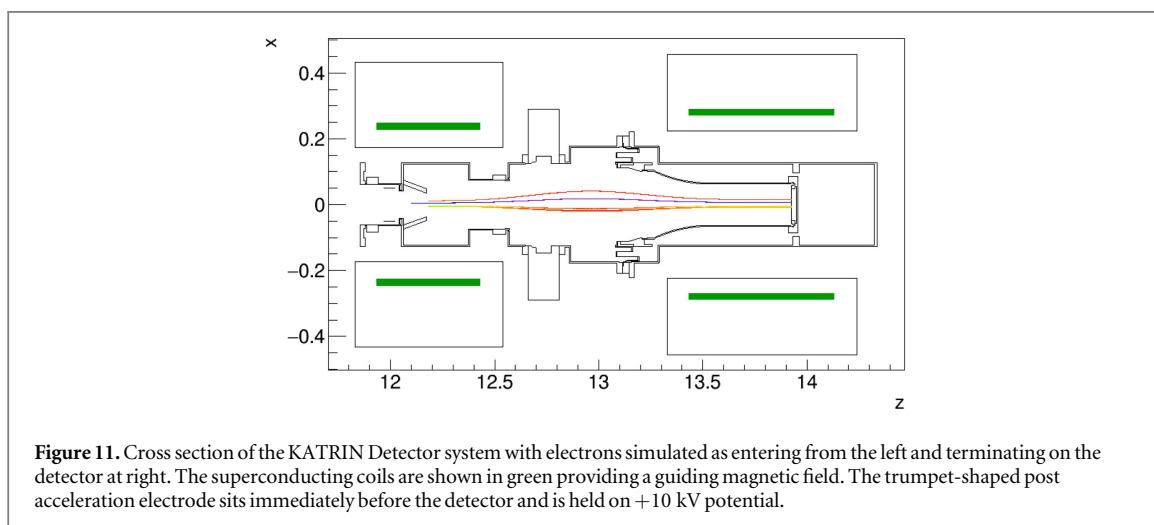 x
0.4
0.2
0
−0.2
−0.4
12 12.5 13 13.5 14
z
Figure 11. Cross section of the KATRIN Detector system with electrons simulated as entering from the left and terminating on the
detector at right. The superconducting coils are shown in green providing a guiding magnetic field. The trumpet-shaped post
acceleration electrode sits immediately before the detector and is held on +10 kV potential.